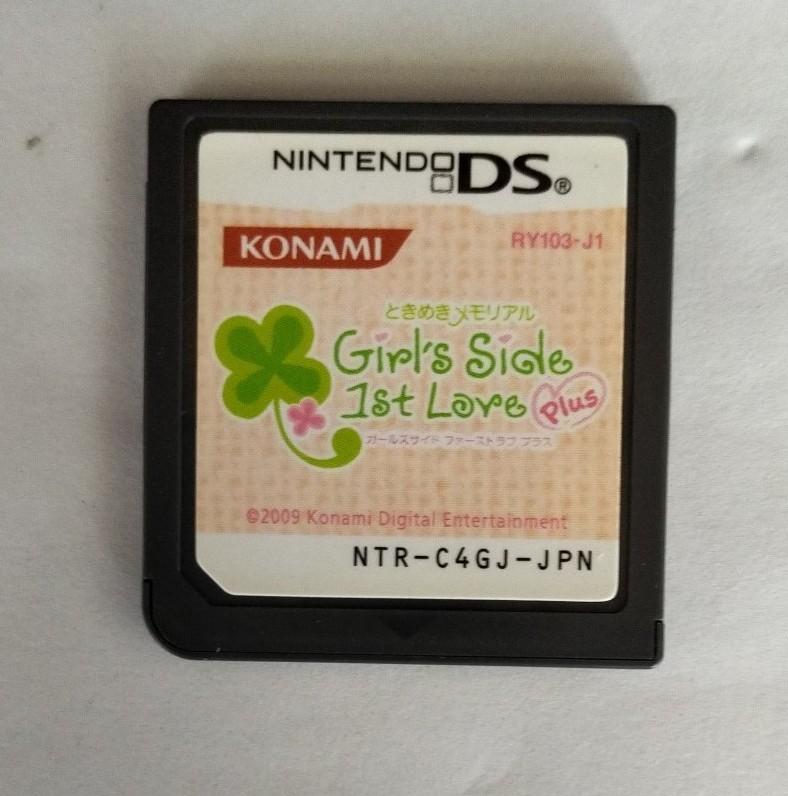 NINTENDO DS®
KONAMI
RY103-J1
ときめきメモリアル
Girl's Side
1st Love Plus
ガールズサイド ファーストラブ プラス
©2009 Konami Digital Entertainment
NTR-C4GJ-JPN